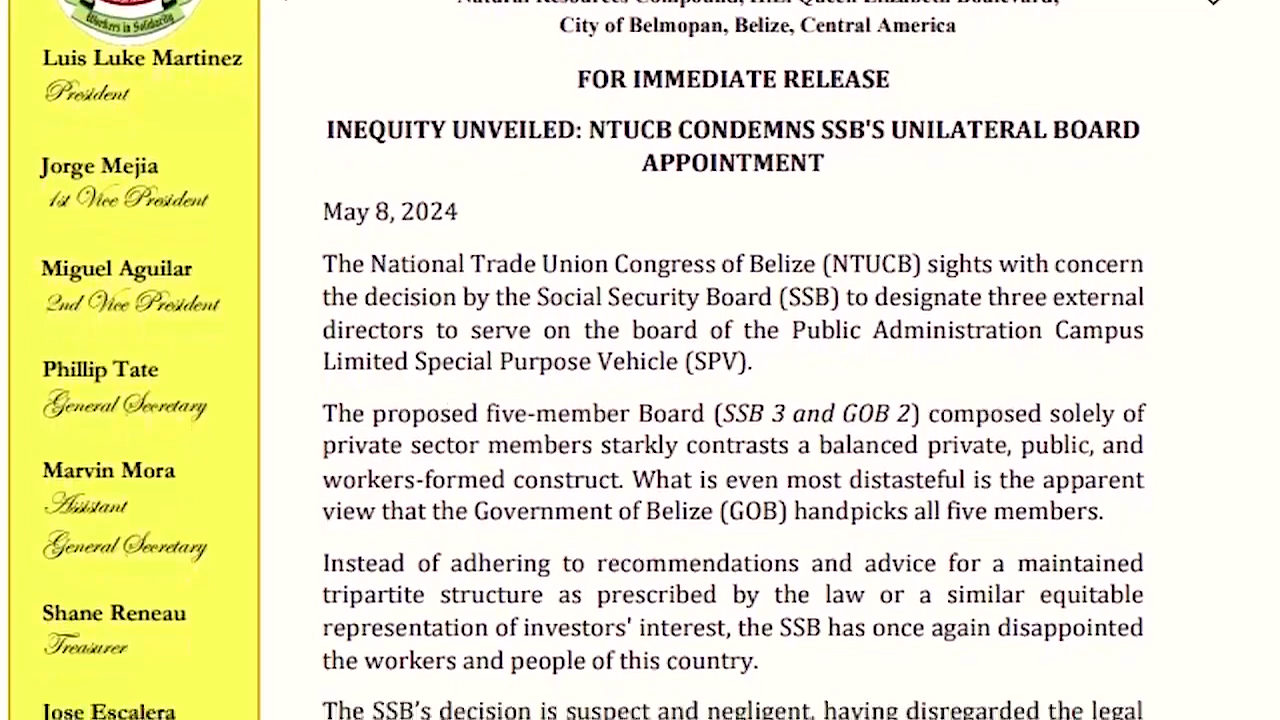 Workers in Solidarity
Luis Luke Martinez
President
Jorge Mejia
1st Vice President
Miguel Aguilar
2nd Vice President
Phillip Tate
General Secretary
Marvin Mora
Assistant
General Secretary
Shane Reneau
Treasurer
Jose Escalera
Natural Resources Compound, H.E. Queen Elizabeth Boulevard,
City of Belmopan, Belize, Central America
FOR IMMEDIATE RELEASE
INEQUITY UNVEILED: NTUCB CONDEMNS SSB'S UNILATERAL BOARD
APPOINTMENT
May 8, 2024
The National Trade Union Congress of Belize (NTUCB) sights with concern
the decision by the Social Security Board (SSB) to designate three external
directors to serve on the board of the Public Administration Campus
Limited Special Purpose Vehicle (SPV).
The proposed five-member Board (SSB 3 and GOB 2) composed solely of
private sector members starkly contrasts a balanced private, public, and
workers-formed construct. What is even most distasteful is the apparent
view that the Government of Belize (GOB) handpicks all five members.
Instead of adhering to recommendations and advice for a maintained
tripartite structure as prescribed by the law or a similar equitable
representation of investors' interest, the SSB has once again disappointed
the workers and people of this country.
The SSB's decision is suspect and negligent, having disregarded the legal